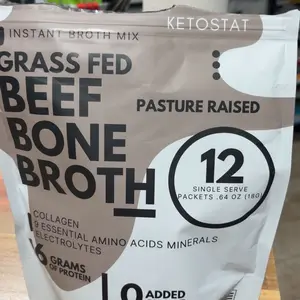 KETOSTAT
INSTANT BROTH MIX
GRASS FED
BEEF
BONE
BROTH
PASTURE RAISED
12
SINGLE SERVE
PACKETS .64 OZ (18G)
COLLAGEN
9 ESSENTIAL AMINO ACIDS MINERALS
ELECTROLYTES
6 GRAMS
OF PROTEIN
ADDED